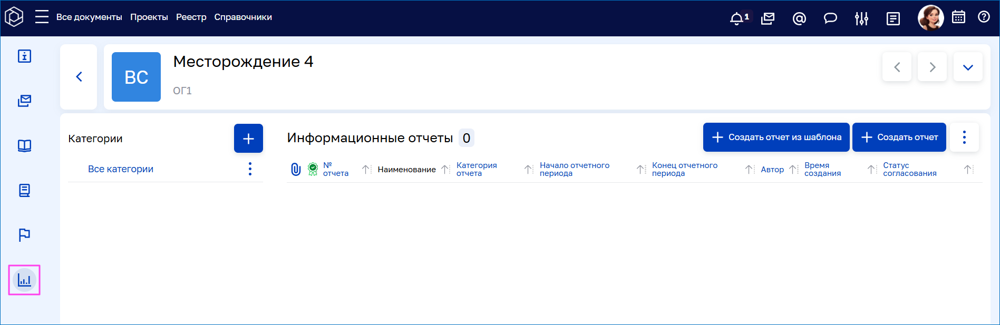 Все документы Проекты Реестр Справочники 1
ВС
Месторождение 4
ОГ1
Категории
Все категории
Информационные отчеты 0
Создать отчет из шаблона
Создать отчет
№ отчета
Наименование
Категория отчета
Начало отчетного периода
Конец отчетного периода
Автор
Время создания
Статус согласования